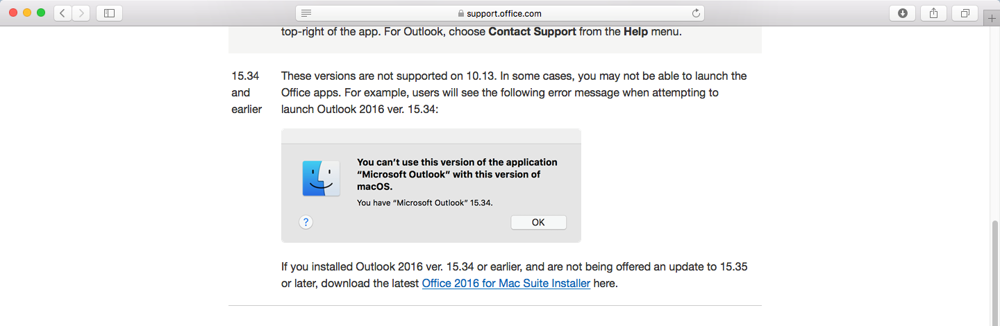 support.office.com
top-right of the app. For Outlook, choose Contact Support from the Help menu.
15.34
and
earlier
These versions are not supported on 10.13. In some cases, you may not be able to launch the
Office apps. For example, users will see the following error message when attempting to
launch Outlook 2016 ver. 15.34:
You can’t use this version of the application
“Microsoft Outlook” with this version of
macOS.
You have “Microsoft Outlook” 15.34.
?
OK
If you installed Outlook 2016 ver. 15.34 or earlier, and are not being offered an update to 15.35
or later, download the latest Office 2016 for Mac Suite Installer here.